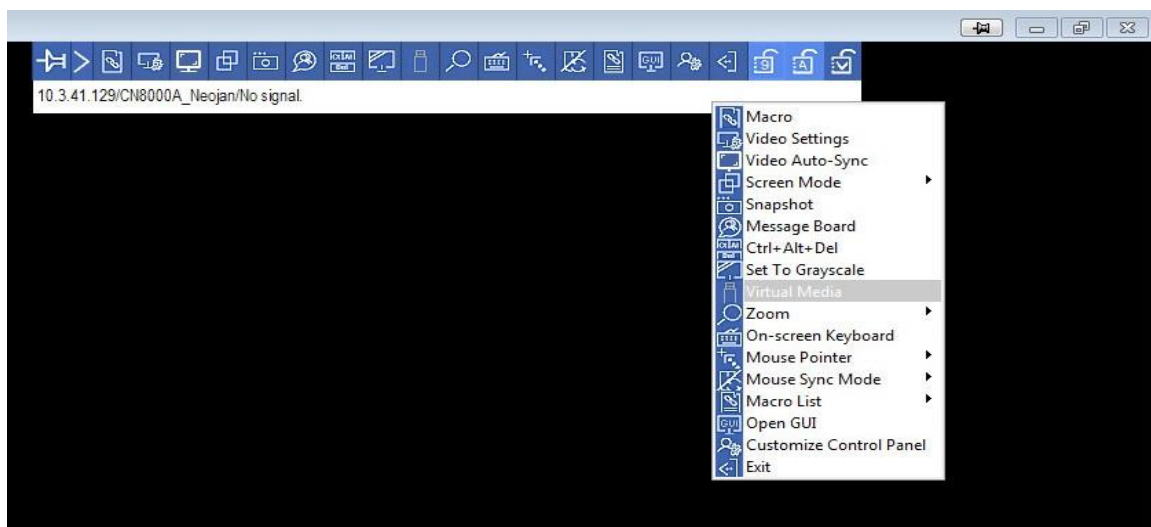 10.3.41.129/CN8000A_Neojan/No signal.
Macro
Video Settings
Video Auto-Sync
Screen Mode
Snapshot
Message Board
Ctrl+Alt+Del
Set To Grayscale
Virtual Media
Zoom
On-screen Keyboard
Mouse Pointer
Mouse Sync Mode
Macro List
Open GUI
Customize Control Panel
Exit